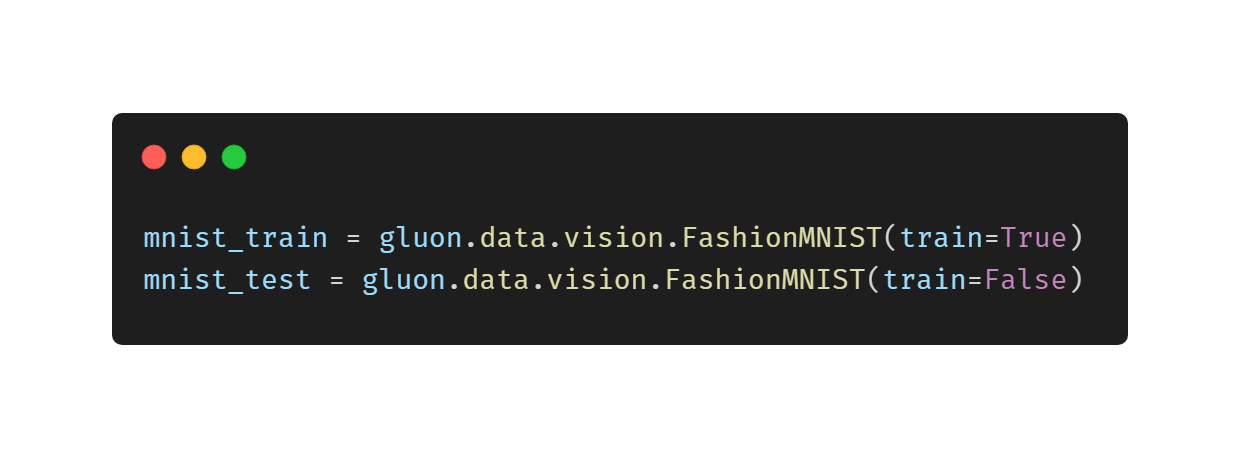 mnist_train = gluon.data.vision.FashionMNIST(train=True)
mnist_test = gluon.data.vision.FashionMNIST(train=False)